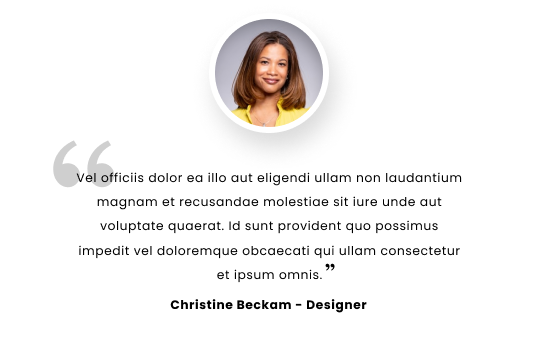 “Vel officiis dolor ea illo aut eligendi ullam non laudantium
magnam et recusandae molestiae sit iure unde aut
voluptate quaerat. Id sunt provident quo possimus
impedit vel doloremque obcaecati qui ullam consectetur
et ipsum omnis.”
Christine Beckam - Designer